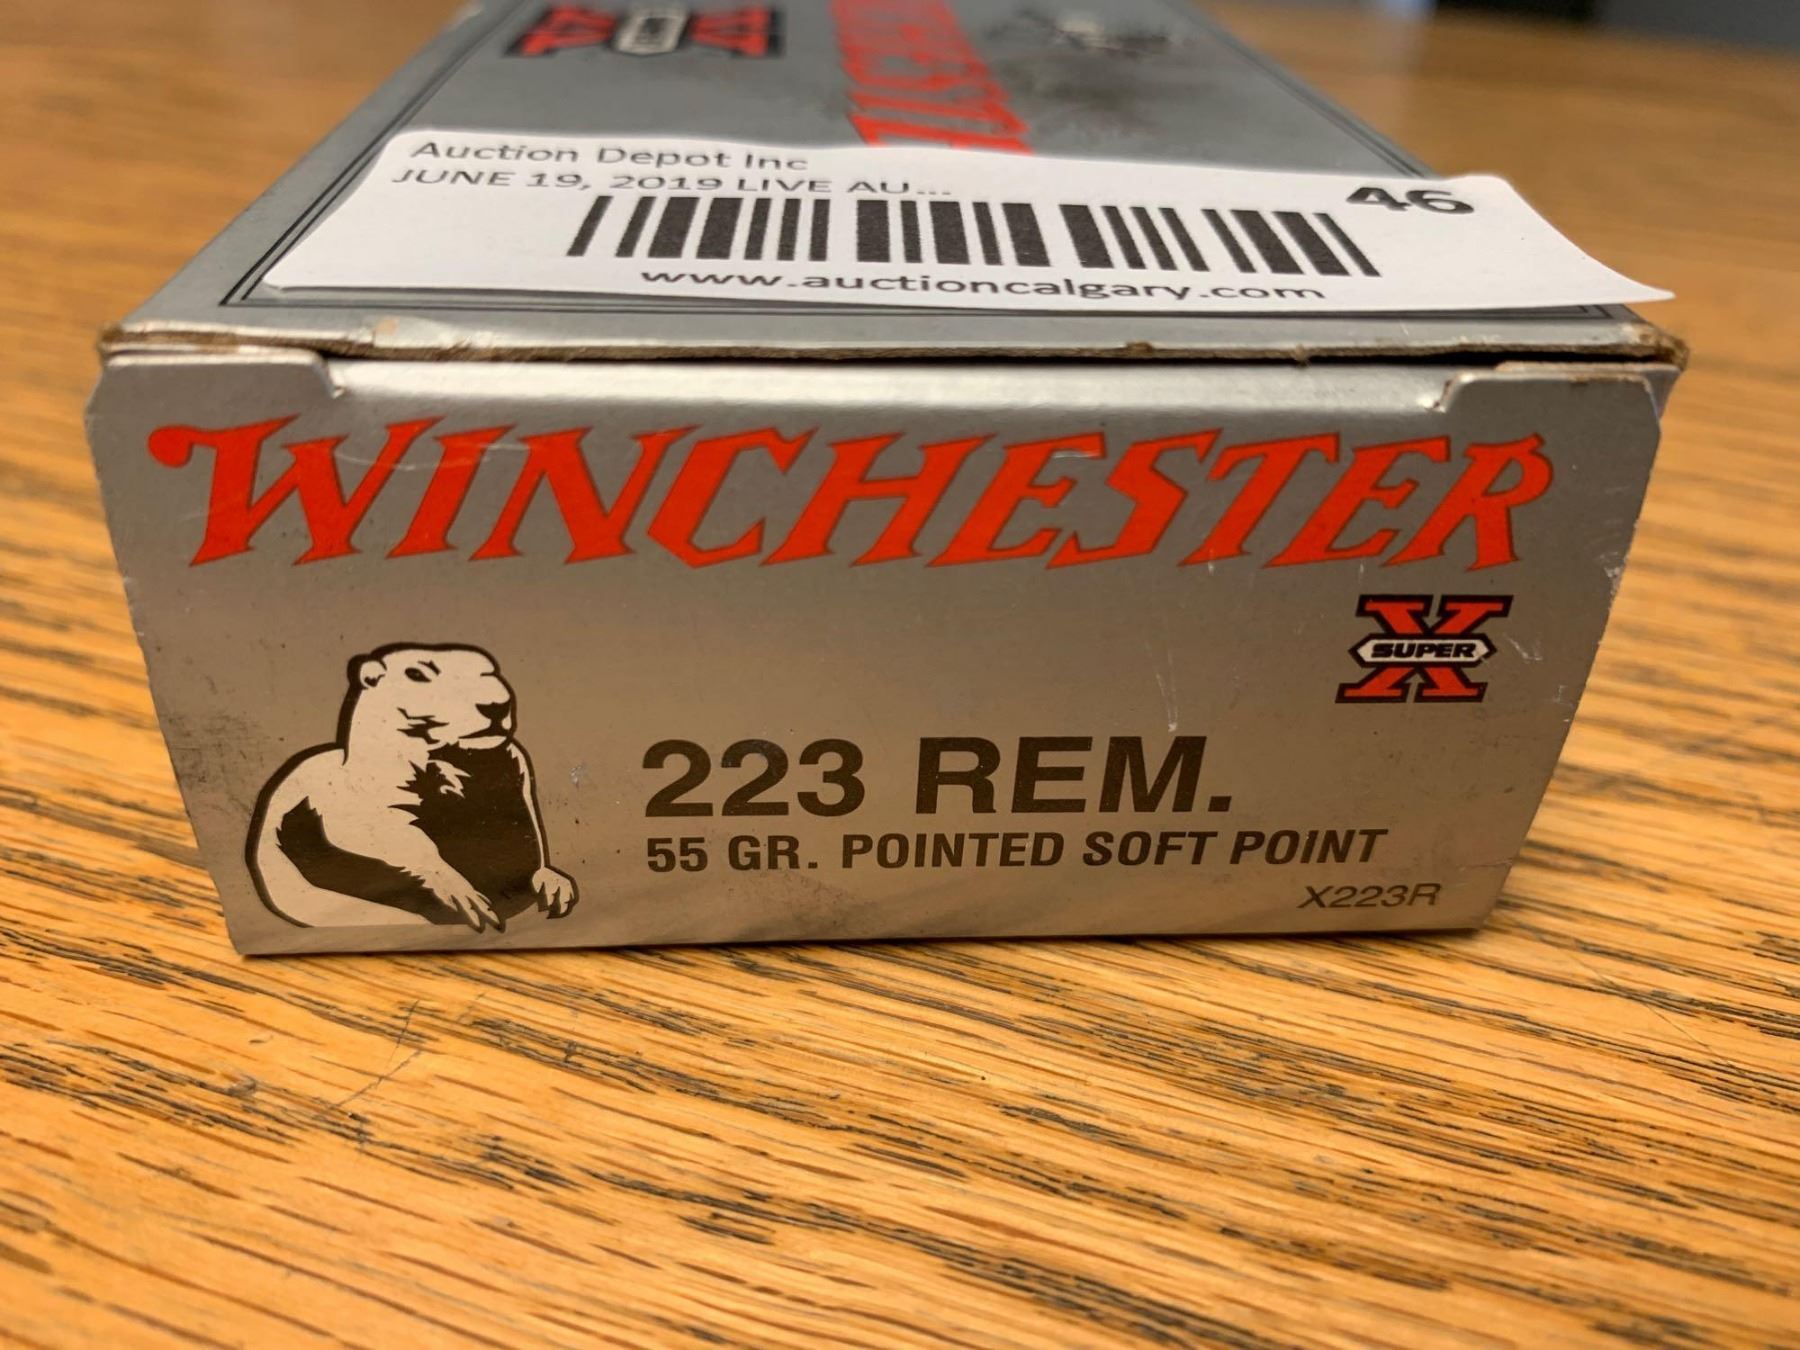 WINCHESTER
Auction Depot Inc
JUNE 19, 2019 LIVE AU...
46
www.auctioncalgary.com
WINCHESTER
X
SUPER
223 REM.
55 GR. POINTED SOFT POINT
X223R